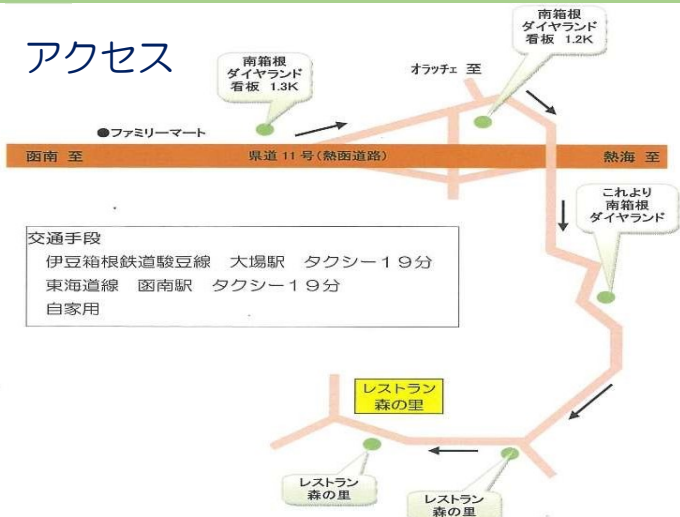 アクセス
南箱根
ダイヤランド
看板 1.3K
南箱根
ダイヤランド
看板 1.2K
オラッチェ 至
●ファミリーマート
函南 至
県道11号(熱函道路)
熱海 至
これより
南箱根
ダイヤランド
交通手段
伊豆箱根鉄道駿豆線 大場駅 タクシー19分
東海道線 函南駅 タクシー19分
自家用
レストラン
森の里
レストラン
森の里
レストラン
森の里